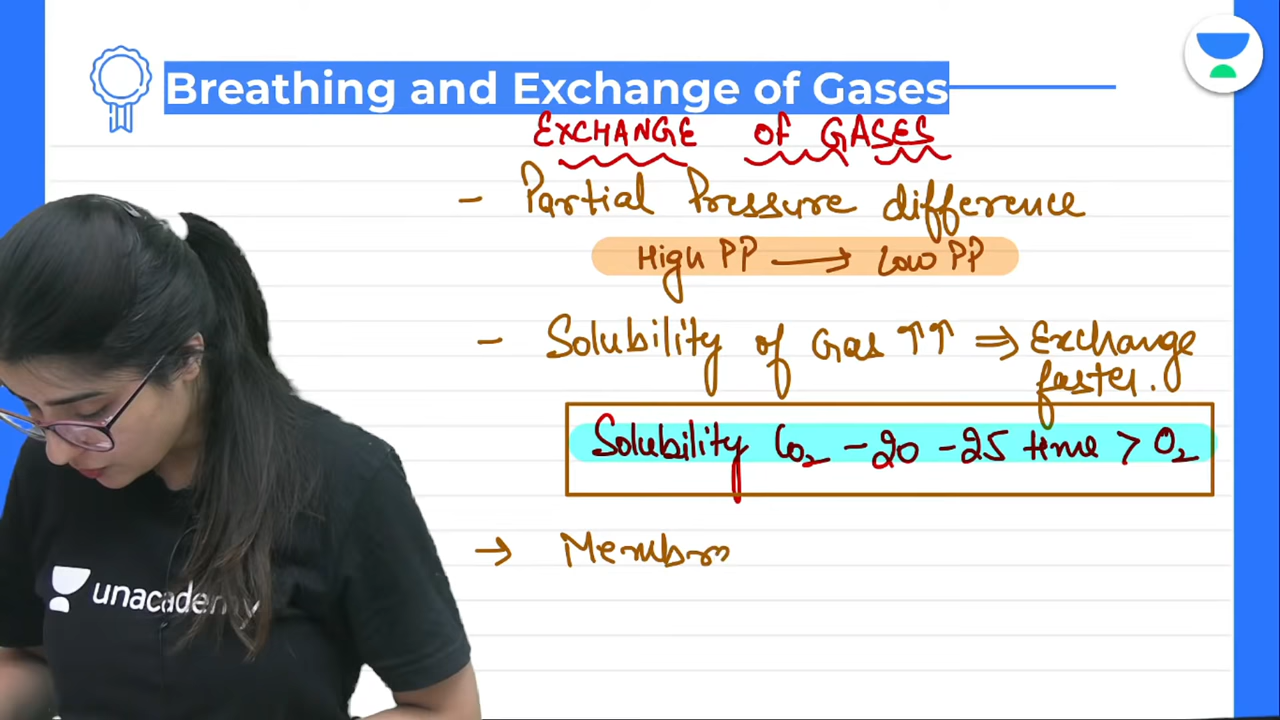 Breathing and Exchange of Gases
EXCHANGE OF GASES
- Partial Pressure difference
High PP → Low PP
- Solubility of Gas ↑↑ ⇒ Exchange
faster.
Solubility CO₂ - 20 - 25 time > O₂
→ Membra
unacademy